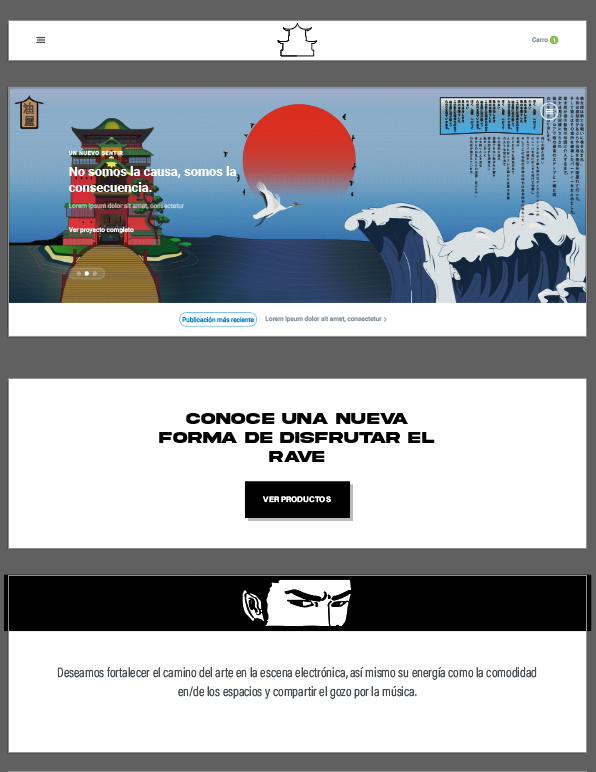 Carro 1
油屋
UN NUEVO SENTIR
No somos la causa, somos la
consecuencia.
Lorem ipsum dolor sit amet, consectetur
Ver proyecto completo
Publicación más reciente
Lorem ipsum dolor sit amet, consectetur >
CONOCE UNA NUEVA
FORMA DE DISFRUTAR EL
RAVE
VER PRODUCTOS
Deseamos fortalecer el camino del arte en la escena electrónica, así mismo su energía como la comodidad
en/de los espacios y compartir el gozo por la música.